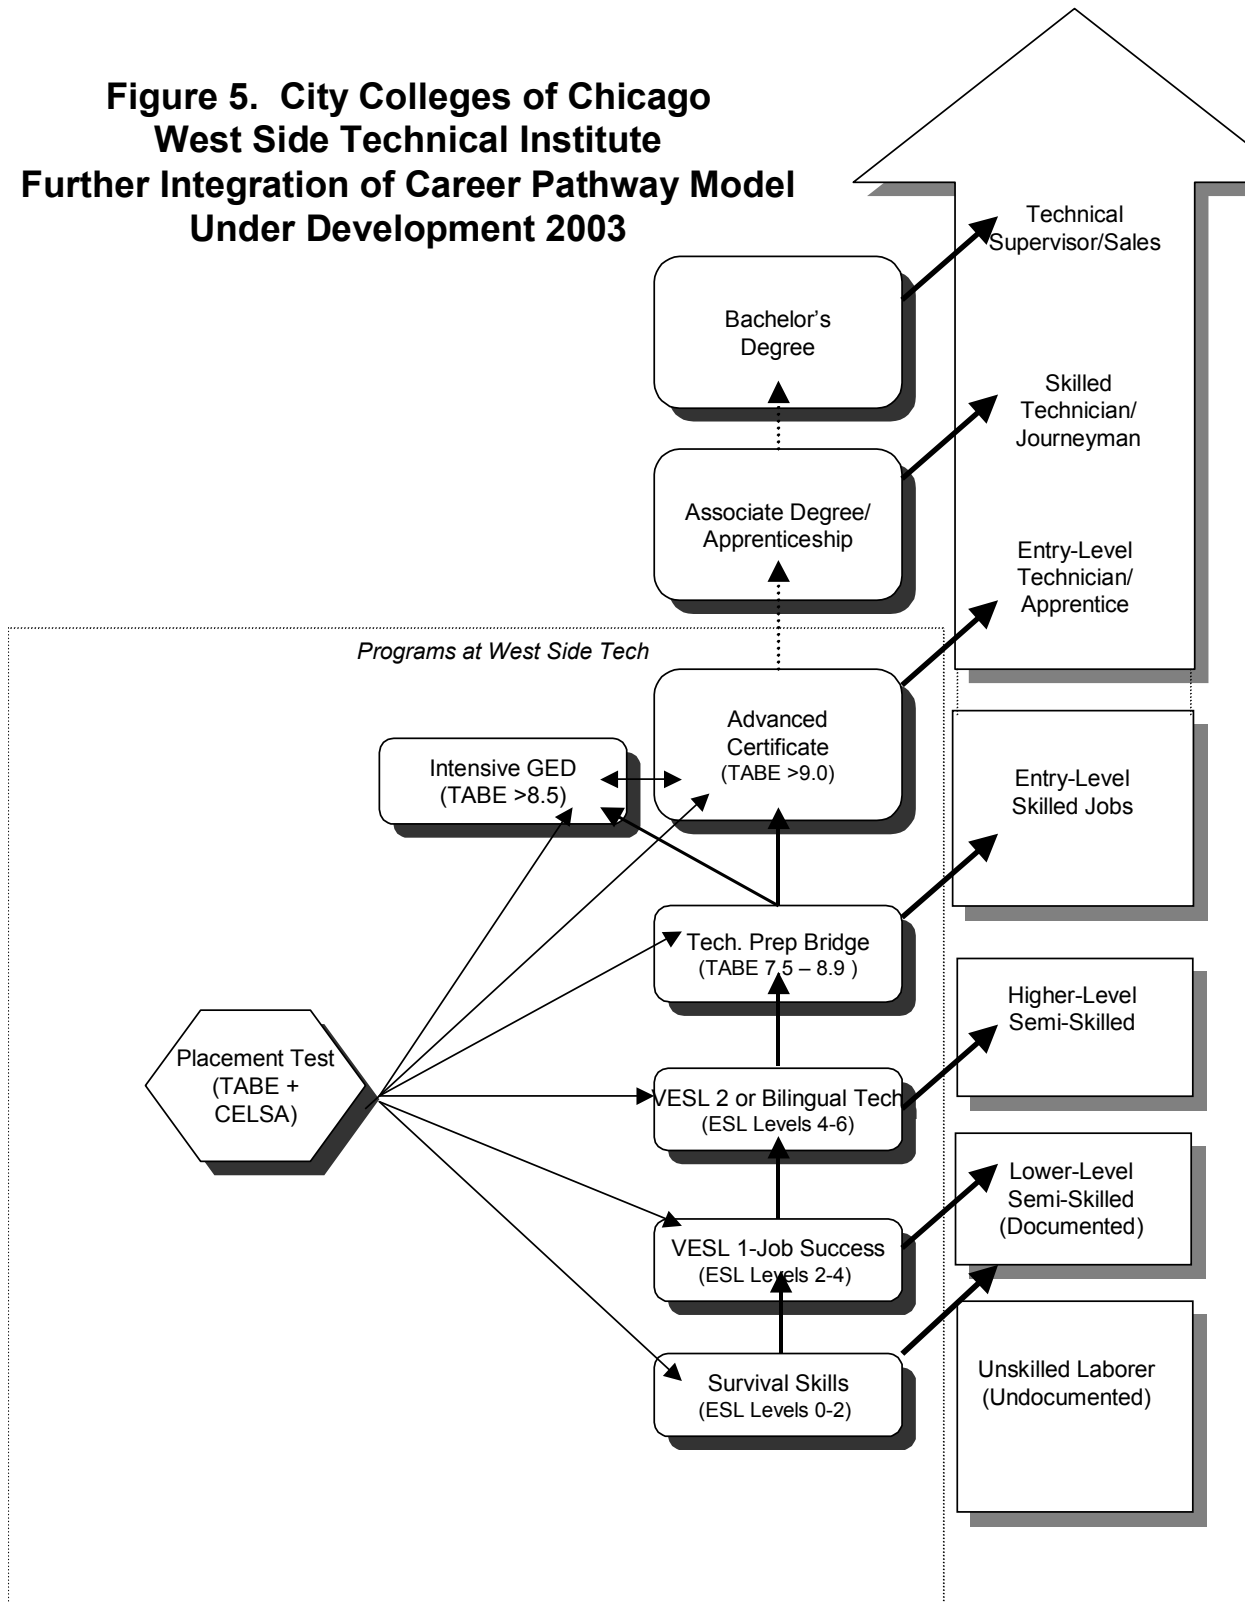 Figure 5.  City Colleges of Chicago
West Side Technical Institute
Further Integration of Career Pathway Model
Under Development 2003
Technical
Supervisor/Sales
Bachelor’s
Degree
Skilled
Technician/
Journeyman
Associate Degree/
Apprenticeship
Entry-Level
Technician/
Apprentice
Programs at West Side Tech
Advanced
Certificate
(TABE >9.0)
Intensive GED
(TABE >8.5)
Entry-Level
Skilled Jobs
Tech. Prep Bridge
(TABE 7.5 – 8.9 )
Higher-Level
Semi-Skilled
Placement Test
(TABE +
CELSA)
VESL 2 or Bilingual Tech
(ESL Levels 4-6)
Lower-Level
Semi-Skilled
(Documented)
VESL 1-Job Success
(ESL Levels 2-4)
Unskilled Laborer
(Undocumented)
Survival Skills
(ESL Levels 0-2)